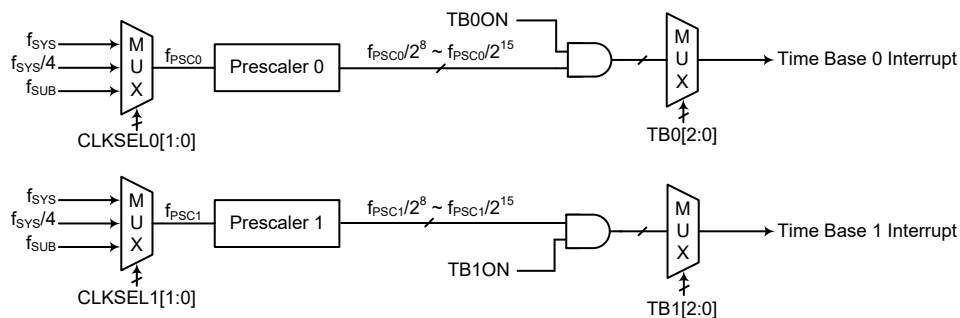 TB0ON
fSYS
fSYS/4
fSUB
M
U
X
fPSC0
Prescaler 0
fPSC0/2^8 ~ fPSC0/2^15
M
U
X
Time Base 0 Interrupt
CLKSEL0[1:0]
TB0[2:0]
fSYS
fSYS/4
fSUB
M
U
X
fPSC1
Prescaler 1
fPSC1/2^8 ~ fPSC1/2^15
TB1ON
M
U
X
Time Base 1 Interrupt
CLKSEL1[1:0]
TB1[2:0]